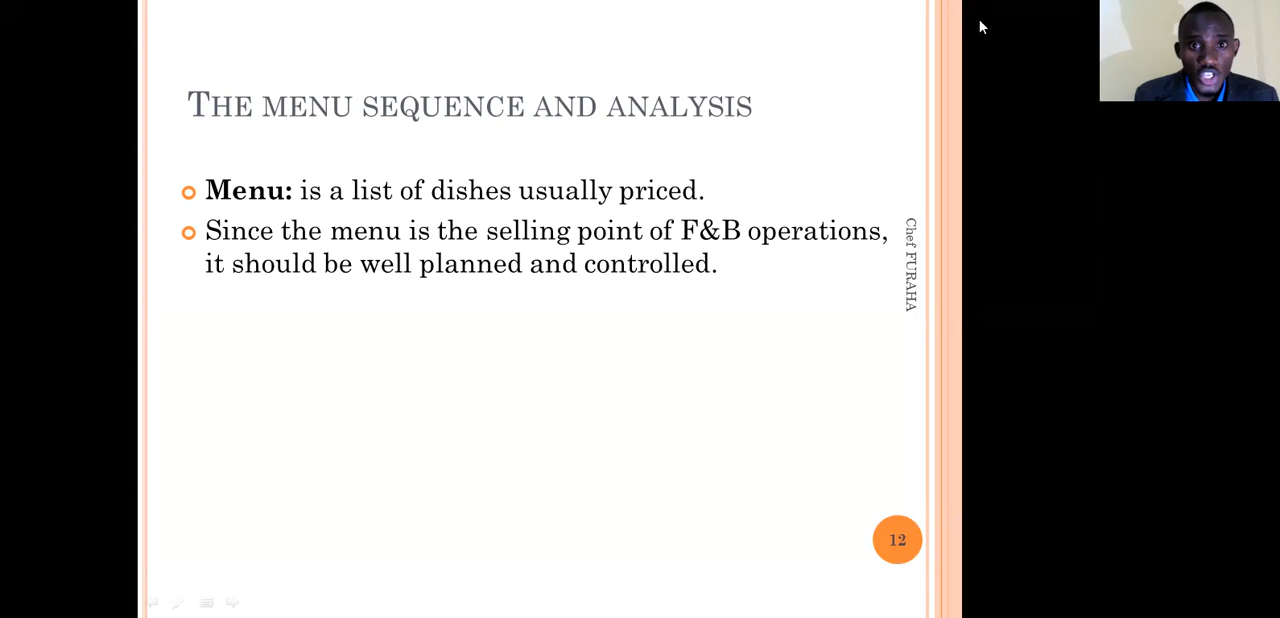 THE MENU SEQUENCE AND ANALYSIS
Menu: is a list of dishes usually priced.
Since the menu is the selling point of F&B operations,
it should be well planned and controlled.
Chef FURAHA
12